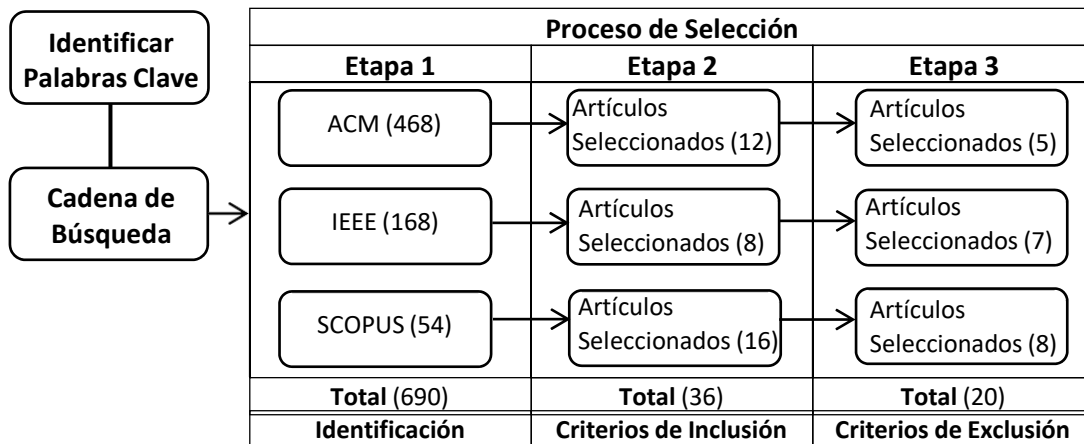 Identificar
Palabras Clave
Cadena de
Búsqueda
Proceso de Selección
Etapa 1
Etapa 2
Etapa 3
ACM (468)
Artículos
Seleccionados (12)
Artículos
Seleccionados (5)
IEEE (168)
Artículos
Seleccionados (8)
Artículos
Seleccionados (7)
SCOPUS (54)
Artículos
Seleccionados (16)
Artículos
Seleccionados (8)
Total (690)
Total (36)
Total (20)
Identificación
Criterios de Inclusión
Criterios de Exclusión